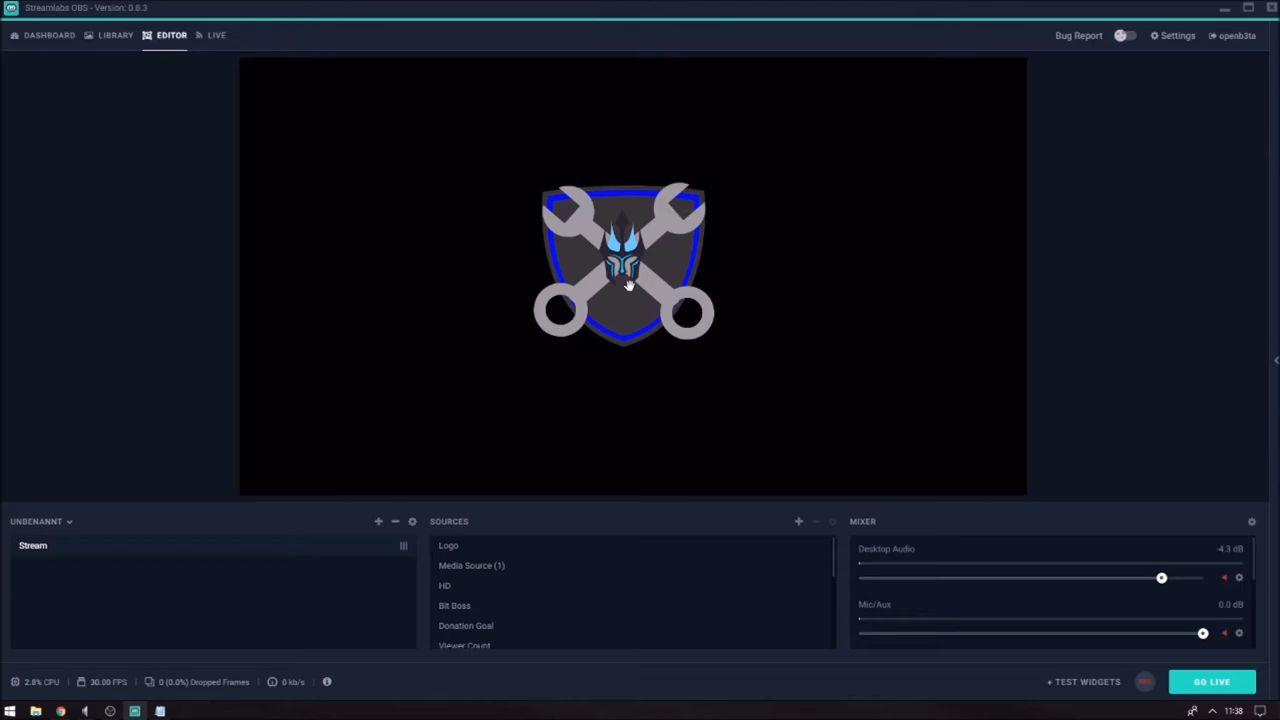 Streamlabs OBS - Version: 0.8.3
DASHBOARD LIBRARY EDITOR LIVE Bug Report Settings openb3ta
UNBENANNT SOURCES MIXER
Stream
Logo
Media Source (1)
HD
Bit Boss
Donation Goal
Viewer Count
Desktop Audio -4.3 dB
Mic/Aux 0.0 dB
2.8% CPU 30.00 FPS 0 (0.0%) Dropped Frames 0 kb/s + TEST WIDGETS REC GO LIVE
11:38